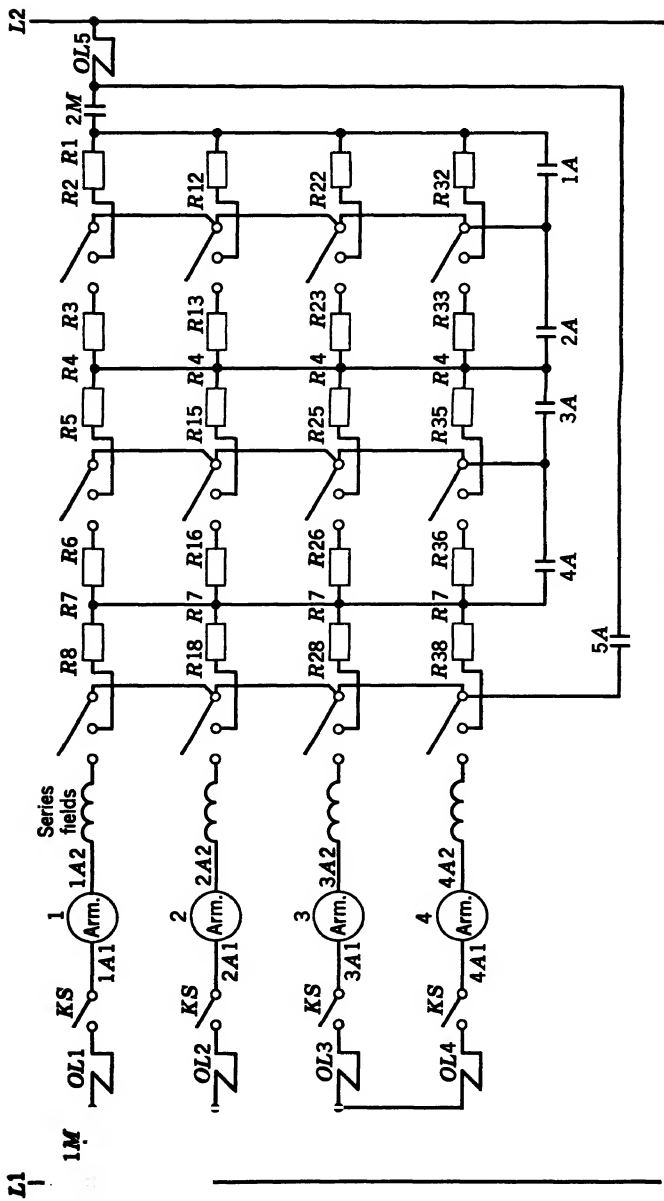 L1
L2
1M
OL1
KS
1A1
1
Arm.
1A2
Series
fields
R8
R7
R6
R5
R4
R3
R2
R1
2M
OL5
OL2
KS
2A1
2
Arm.
2A2
R18
R7
R16
R15
R4
R13
R12
OL3
KS
3A1
3
Arm.
3A2
R28
R7
R26
R25
R4
R23
R22
OL4
KS
4A1
4
Arm.
4A2
R38
R7
R36
R35
R4
R33
R32
4A
3A
2A
1A
5A